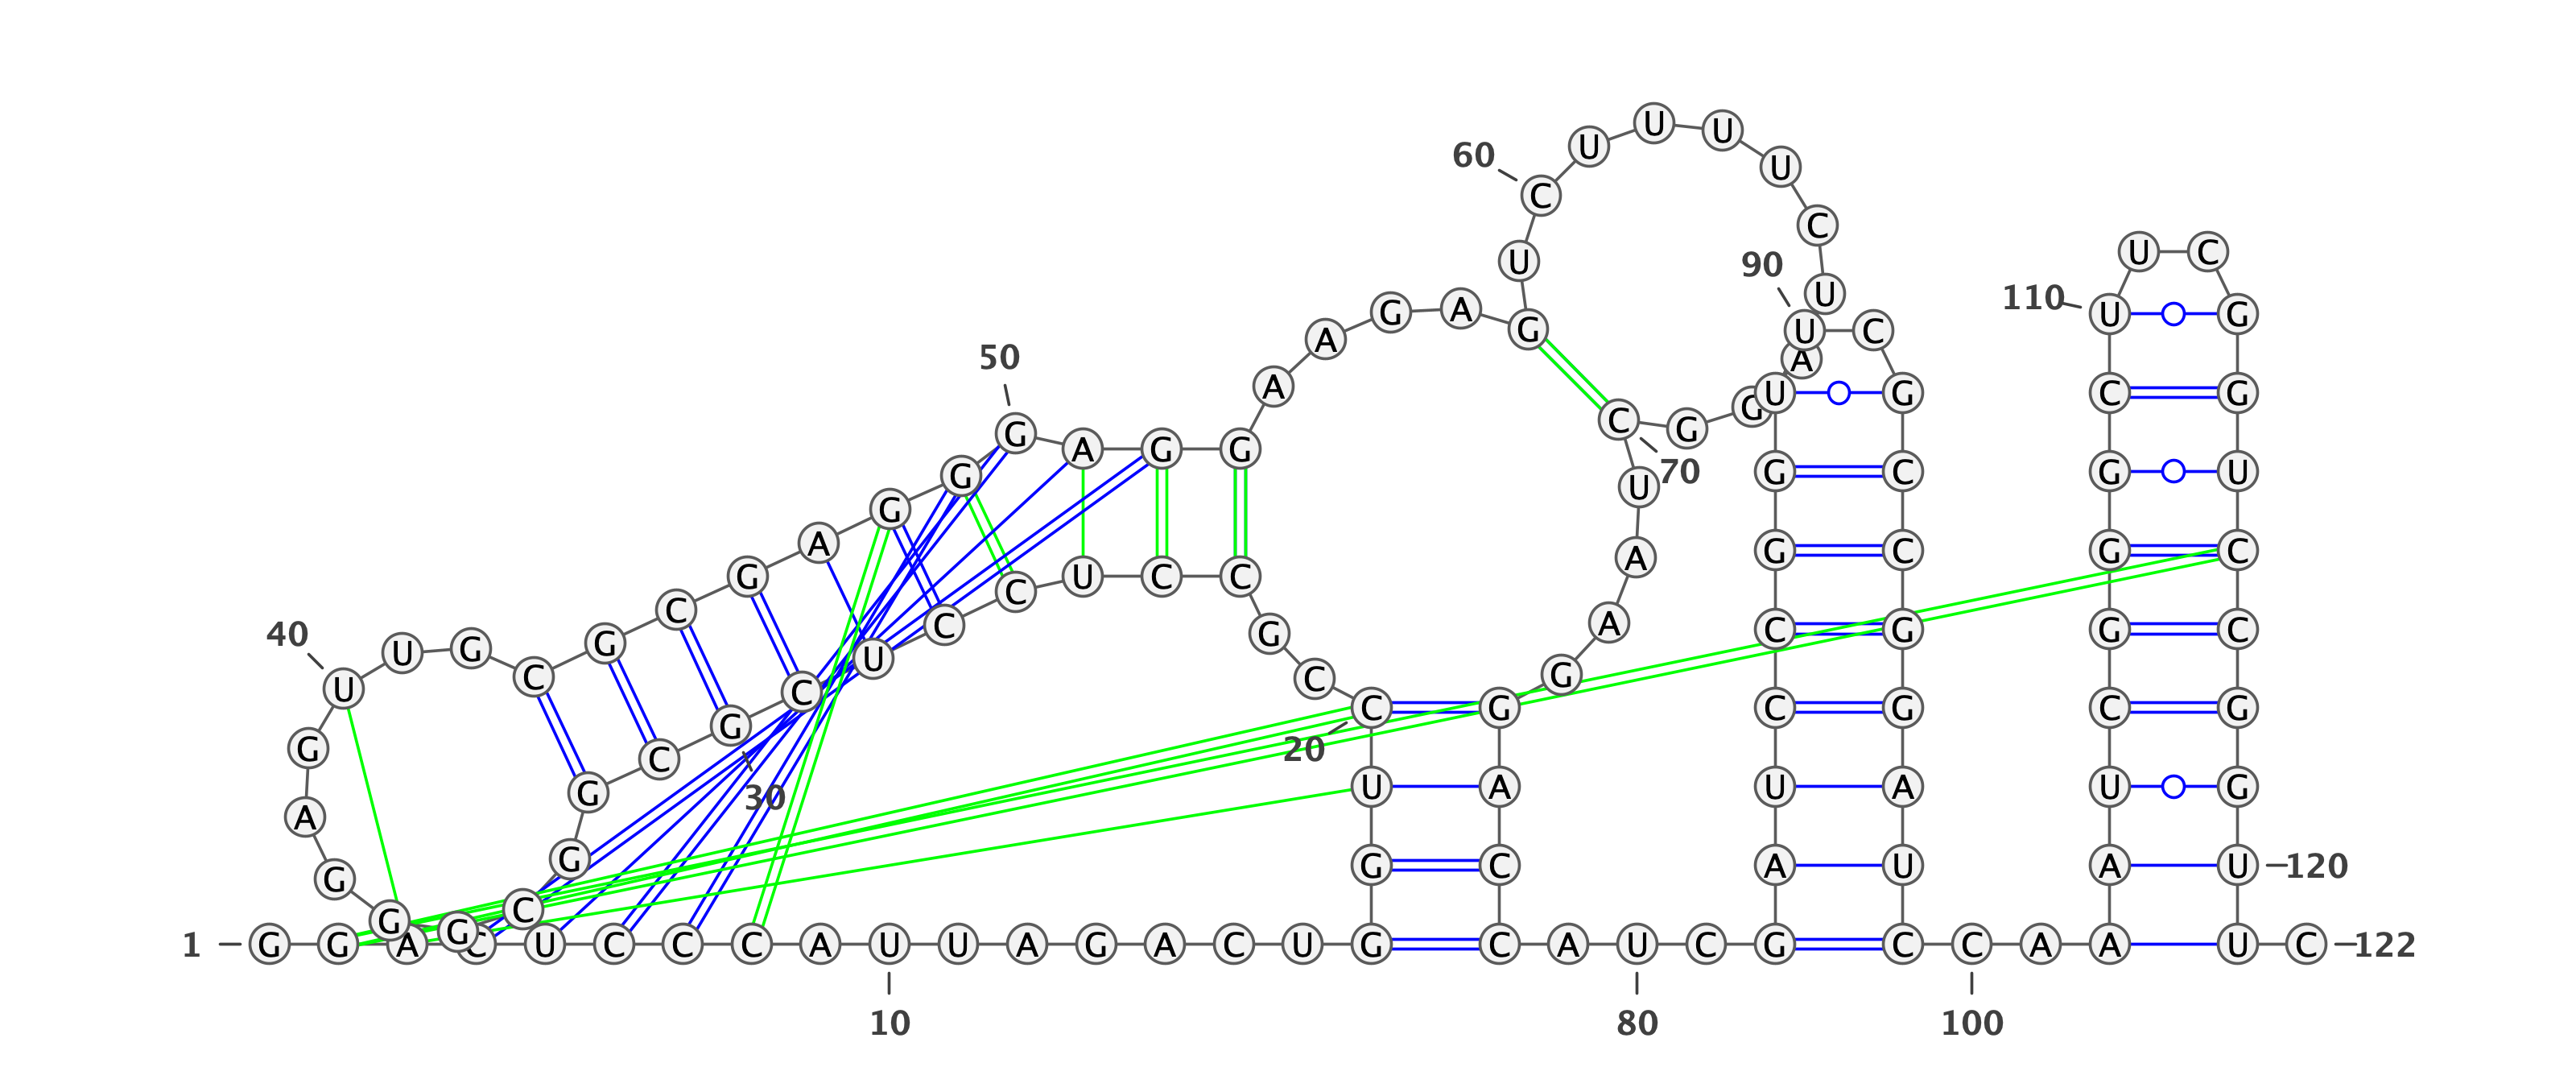 U U
60 U U
C
C
U 90 U C
U 110
G A U G
A G U C
50 A
A G U G C G
G C G
A G G
G U 70 G C G U
G
A A G C G C
G U C C
C
C
40 G C G A C G G C
U G U
U C C C G
G C G C G C G
G C 20
G 30 U A U A U G
A
G G G C A U A U 120
G G C
1 G G A C U C C C A U U A G A C U G C A U C G C C A A U C 122
10 80 100